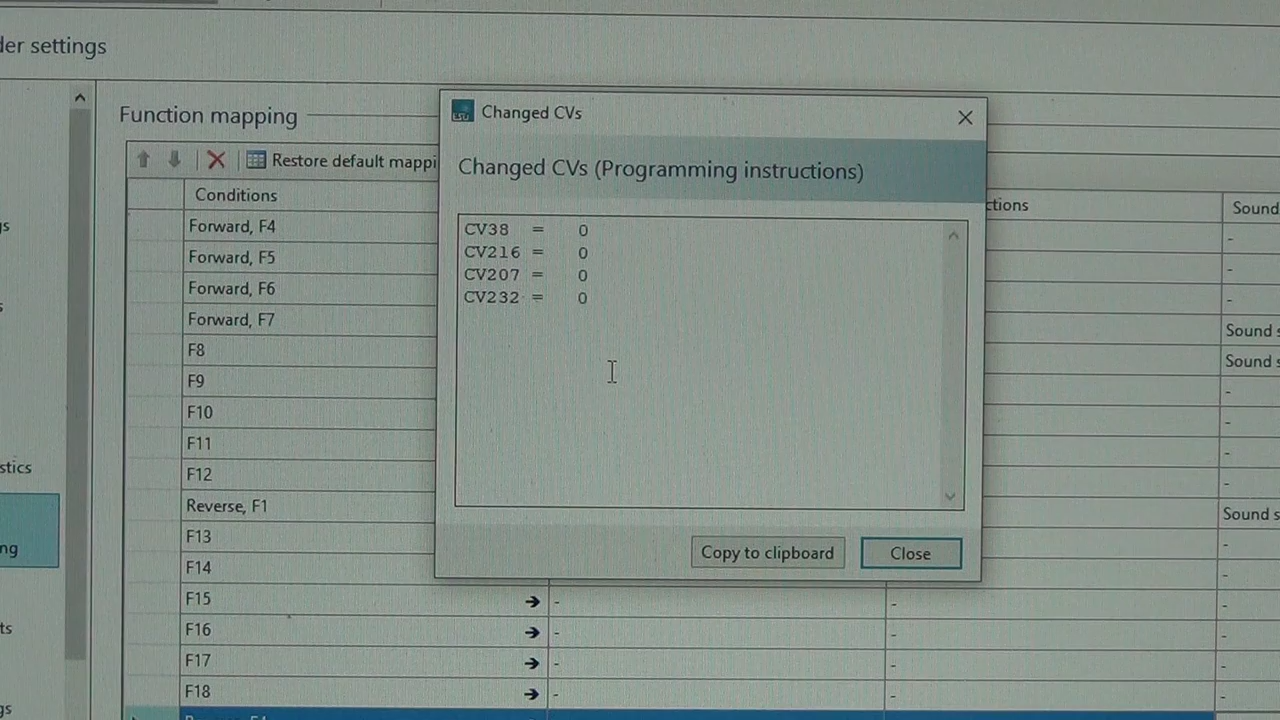 der settings
Function mapping
Restore default mappi
Conditions
ctions
Sound
Forward, F4
-
Forward, F5
-
Forward, F6
-
Forward, F7
Sound s
F8
Sound s
F9
-
F10
-
F11
-
F12
-
Reverse, F1
Sound s
F13
-
F14
-
F15
-
-
-
F16
-
-
-
F17
-
-
-
F18
-
-
-
gs
s
stics
ng
ts
gs
Changed CVs
Changed CVs (Programming instructions)
CV38 = 0
CV216 = 0
CV207 = 0
CV232 = 0
Copy to clipboard
Close